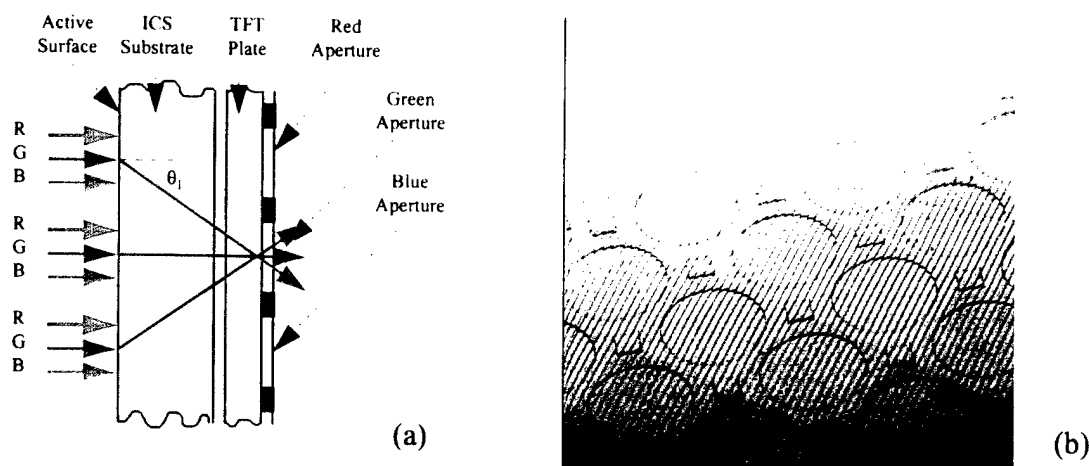 Active Surface
ICS Substrate
TFT Plate
Red Aperture
Green Aperture
Blue Aperture
R
G
B
θ1
R
G
B
R
G
B
(a)
(b)